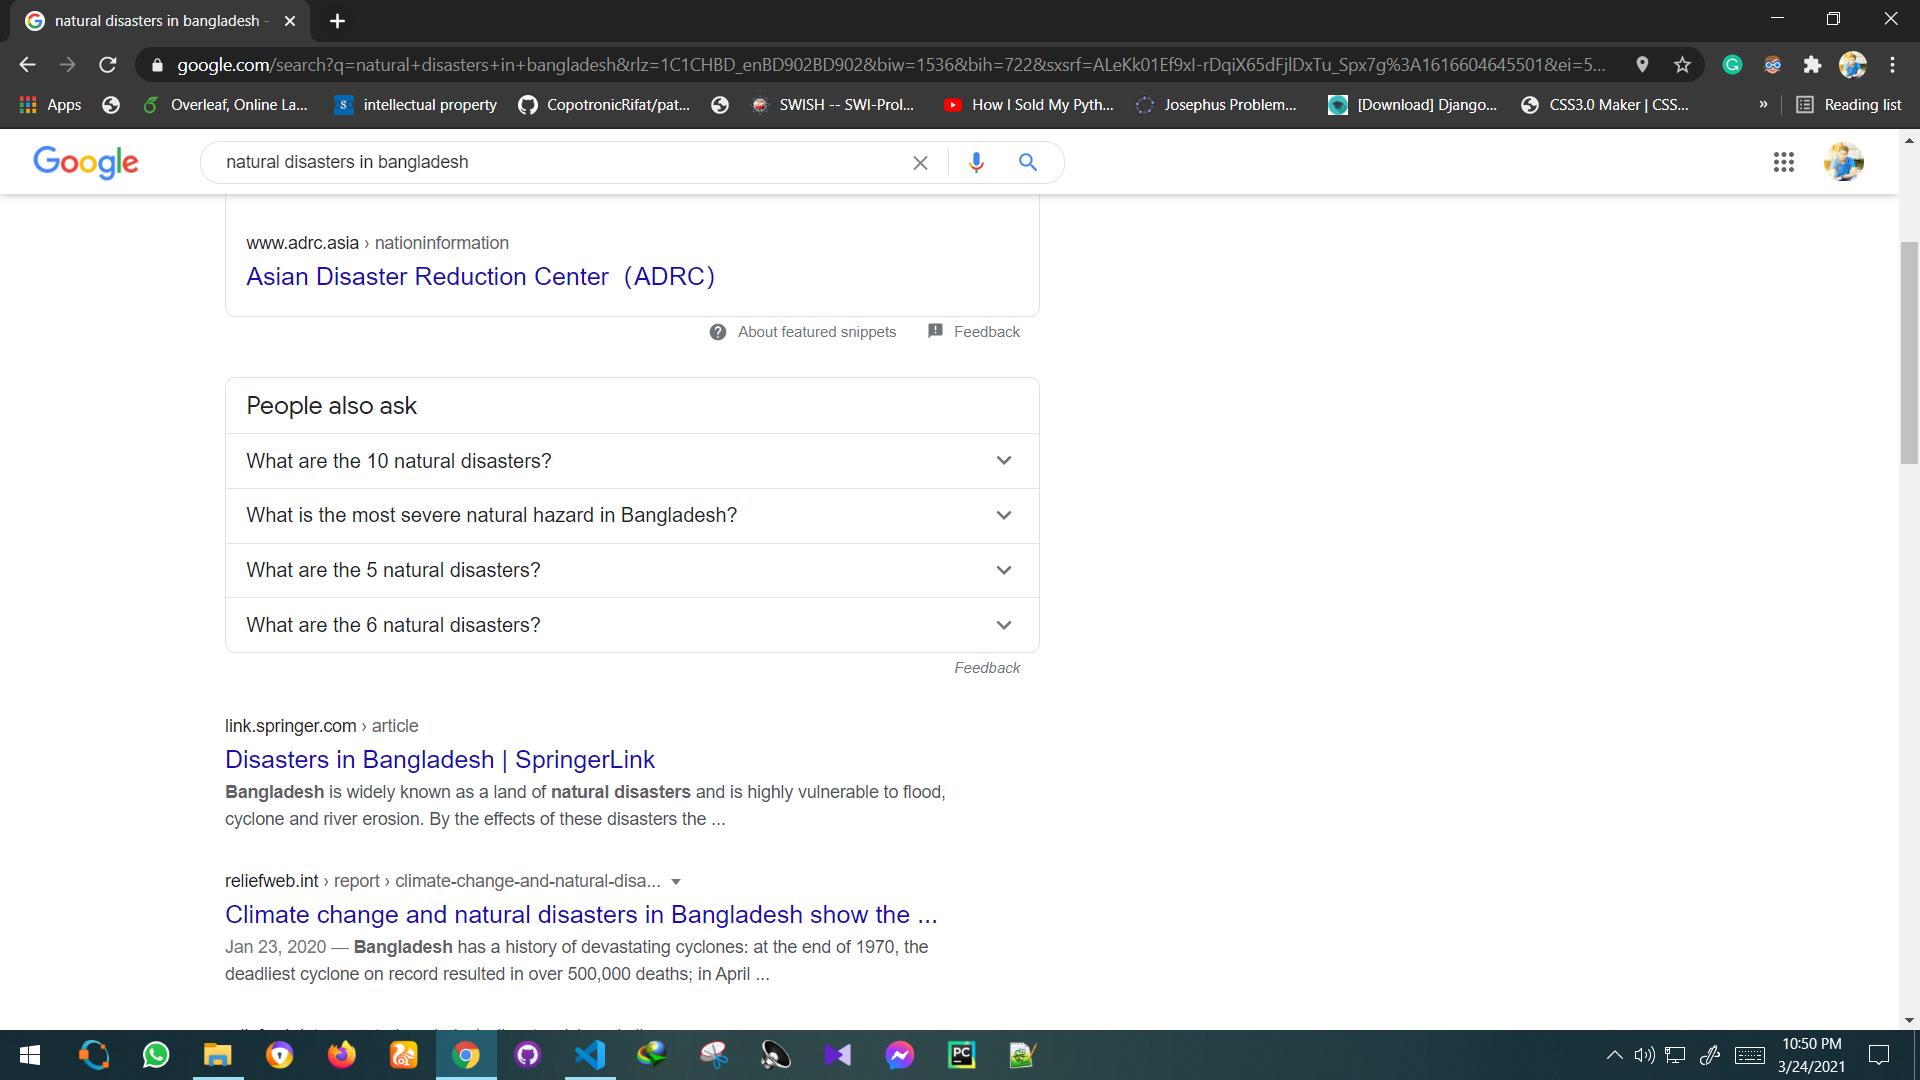 natural disasters in bangladesh -
google.com/search?q=natural+disasters+in+bangladesh&rlz=1C1CHBD_enBD902BD902&biw=1536&bih=722&sxsrf=ALeKk01Ef9xI-rDqiX65dFjlDxTu_Spx7g%3A1616604645501&ei=5...
Apps
Overleaf, Online La...
intellectual property
CopotronicRifat/pat...
SWISH -- SWI-Prol...
How I Sold My Pyth...
Josephus Problem...
[Download] Django...
CSS3.0 Maker | CSS...
»
Reading list
Google
natural disasters in bangladesh
www.adrc.asia › nationinformation
Asian Disaster Reduction Center（ADRC）
About featured snippets
Feedback
People also ask
What are the 10 natural disasters?
What is the most severe natural hazard in Bangladesh?
What are the 5 natural disasters?
What are the 6 natural disasters?
Feedback
link.springer.com › article
Disasters in Bangladesh | SpringerLink
Bangladesh is widely known as a land of natural disasters and is highly vulnerable to flood,
cyclone and river erosion. By the effects of these disasters the ...
reliefweb.int › report › climate-change-and-natural-disa...
Climate change and natural disasters in Bangladesh show the ...
Jan 23, 2020 — Bangladesh has a history of devastating cyclones: at the end of 1970, the
deadliest cyclone on record resulted in over 500,000 deaths; in April ...
PC
10:50 PM
3/24/2021